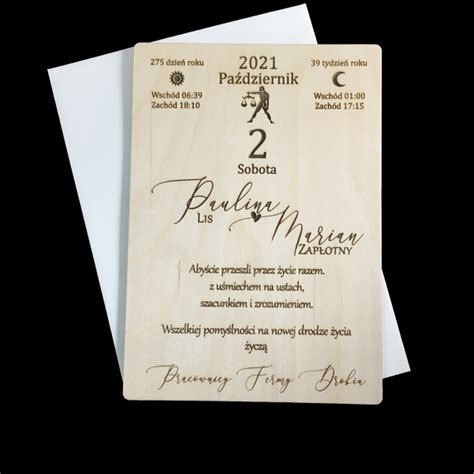 275 dzień roku
Wschód 06:39
Zachód 18:10
2021
Październik
2
Sobota
39 tydzień roku
Wschód 01:00
Zachód 17:15
Paulina
Lis
Marian
Zapłotny
Abyście przeszli przez życie razem.
z uśmiechem na ustach,
szacunkiem i zrozumieniem.
Wszelkiej pomyślności na nowej drodze życia
życzą
Pracownicy Fermy Drobiu